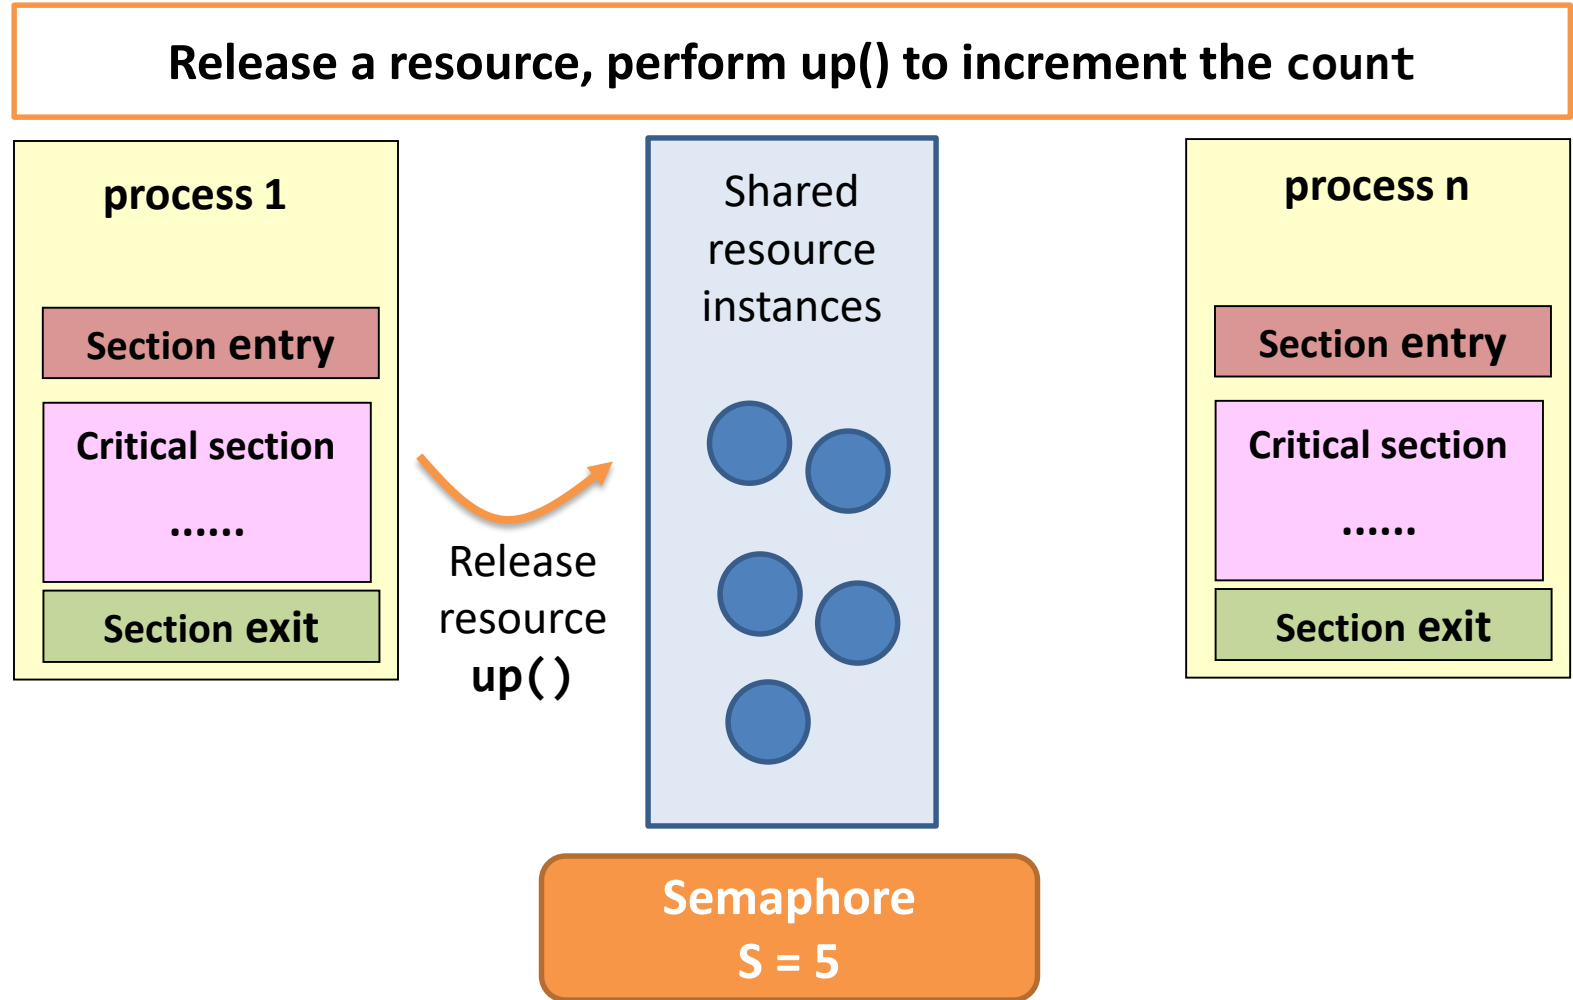 Release a resource, perform up() to increment the count
process 1
Section entry
Critical section
......
Section exit
Release
resource
up()
Shared
resource
instances
process n
Section entry
Critical section
......
Section exit
Semaphore
S = 5